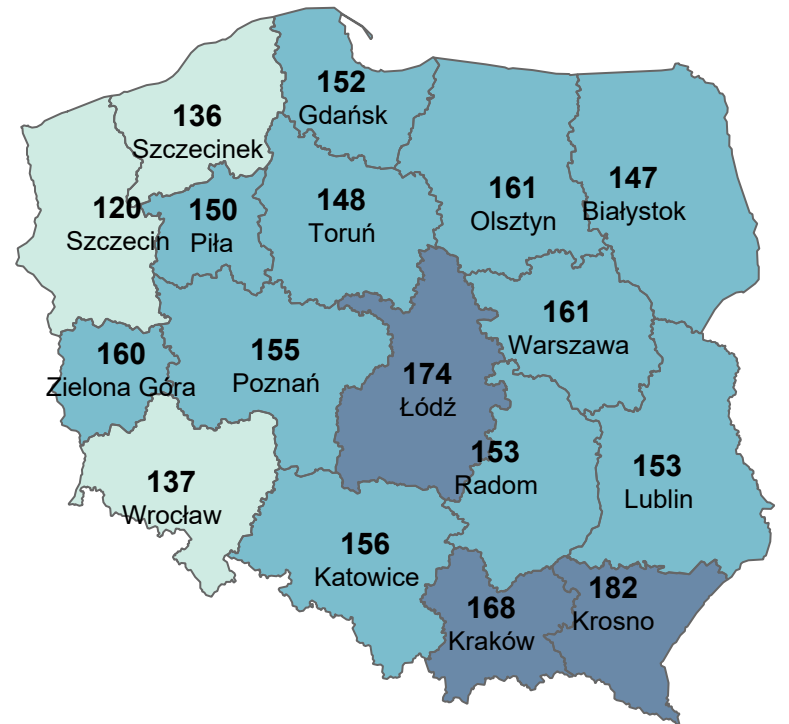 152
Gdańsk
136
Szczecinek
161
Olsztyn
147
Białystok
120
Szczecin
150
Piła
148
Toruń
161
Warszawa
160
Zielona Góra
155
Poznań
174
Łódź
153
Radom
153
Lublin
137
Wrocław
156
Katowice
168
Kraków
182
Krosno